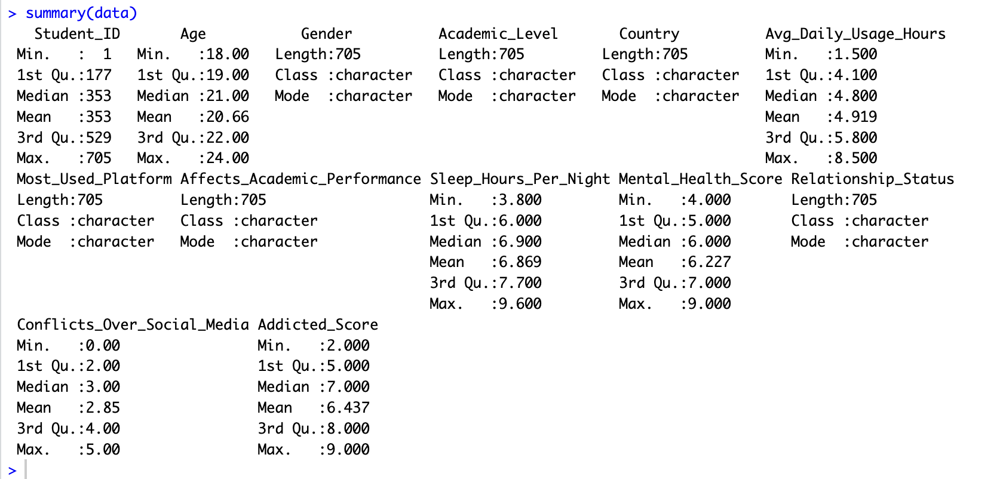 > summary(data)
   Student_ID       Age           Gender          Academic_Level       Country          Avg_Daily_Usage_Hours
 Min.   :  1   Min.   :18.00   Length:705         Length:705         Length:705         Min.   :1.500
 1st Qu.:177   1st Qu.:19.00   Class :character   Class :character   Class :character   1st Qu.:4.100
 Median :353   Median :21.00   Mode  :character   Mode  :character   Mode  :character   Median :4.800
 Mean   :353   Mean   :20.66                                                            Mean   :4.919
 3rd Qu.:529   3rd Qu.:22.00                                                            3rd Qu.:5.800
 Max.   :705   Max.   :24.00                                                            Max.   :8.500
 Most_Used_Platform Affects_Academic_Performance Sleep_Hours_Per_Night Mental_Health_Score Relationship_Status
 Length:705         Length:705                   Min.   :3.800         Min.   :4.000       Length:705
 Class :character   Class :character             1st Qu.:6.000         1st Qu.:5.000       Class :character
 Mode  :character   Mode  :character             Median :6.900         Median :6.000       Mode  :character
                                                 Mean   :6.869         Mean   :6.227
                                                 3rd Qu.:7.700         3rd Qu.:7.000
                                                 Max.   :9.600         Max.   :9.000
 Conflicts_Over_Social_Media Addicted_Score
 Min.   :0.00                Min.   :2.000
 1st Qu.:2.00                1st Qu.:5.000
 Median :3.00                Median :7.000
 Mean   :2.85                Mean   :6.437
 3rd Qu.:4.00                3rd Qu.:8.000
 Max.   :5.00                Max.   :9.000
>